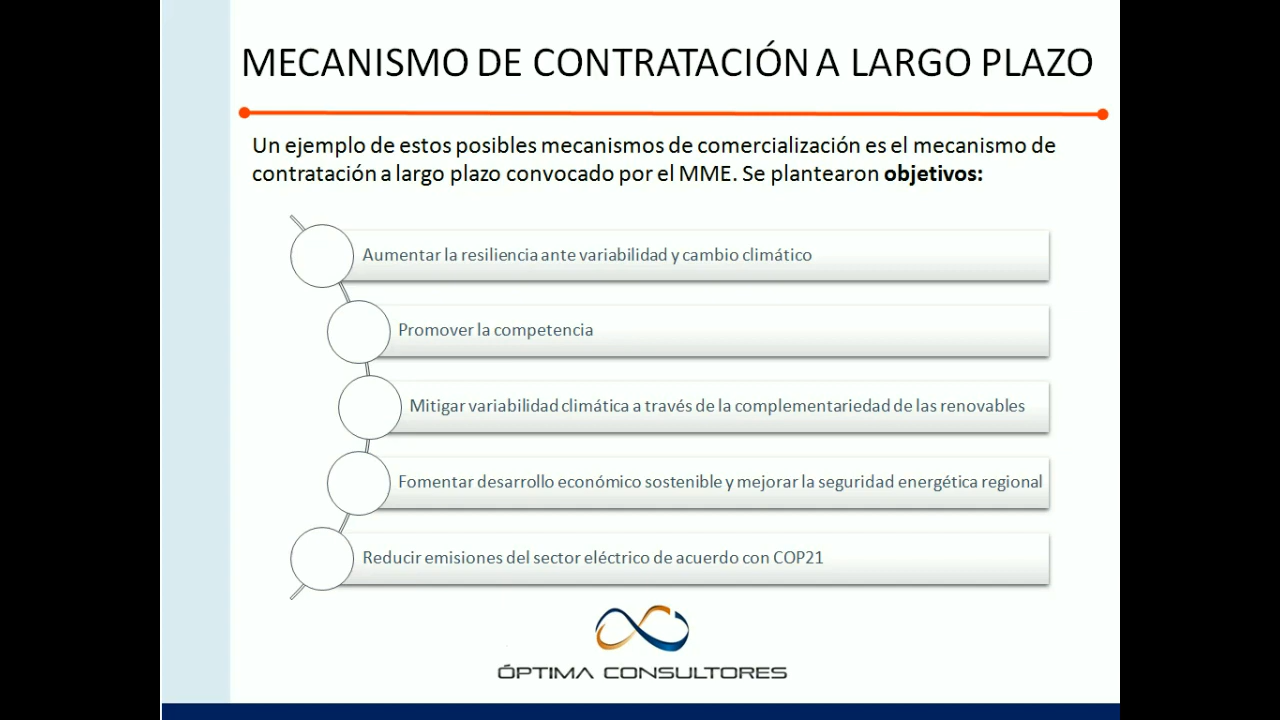 MECANISMO DE CONTRATACIÓN A LARGO PLAZO
Un ejemplo de estos posibles mecanismos de comercialización es el mecanismo de
contratación a largo plazo convocado por el MME. Se plantearon objetivos:
Aumentar la resiliencia ante variabilidad y cambio climático
Promover la competencia
Mitigar variabilidad climática a través de la complementariedad de las renovables
Fomentar desarrollo económico sostenible y mejorar la seguridad energética regional
Reducir emisiones del sector eléctrico de acuerdo con COP21
ÓPTIMA CONSULTORES